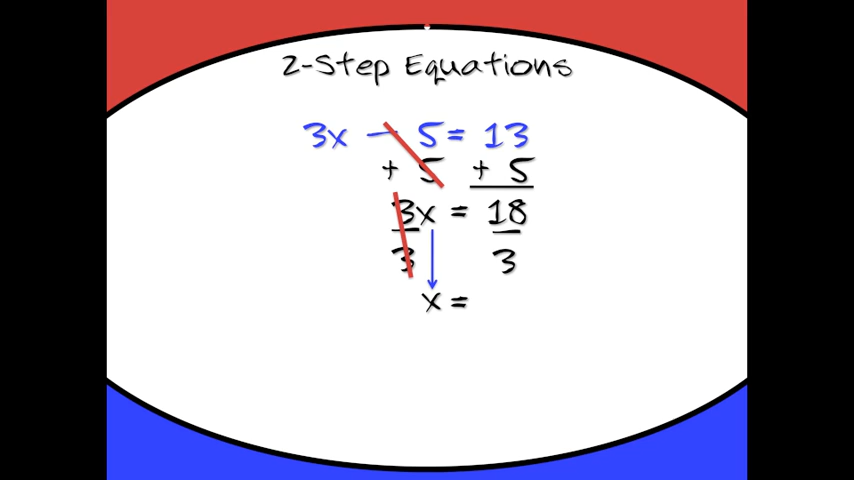 2-Step Equations
3x - 5 = 13
+ 5 + 5
3x = 18
3 3
x =